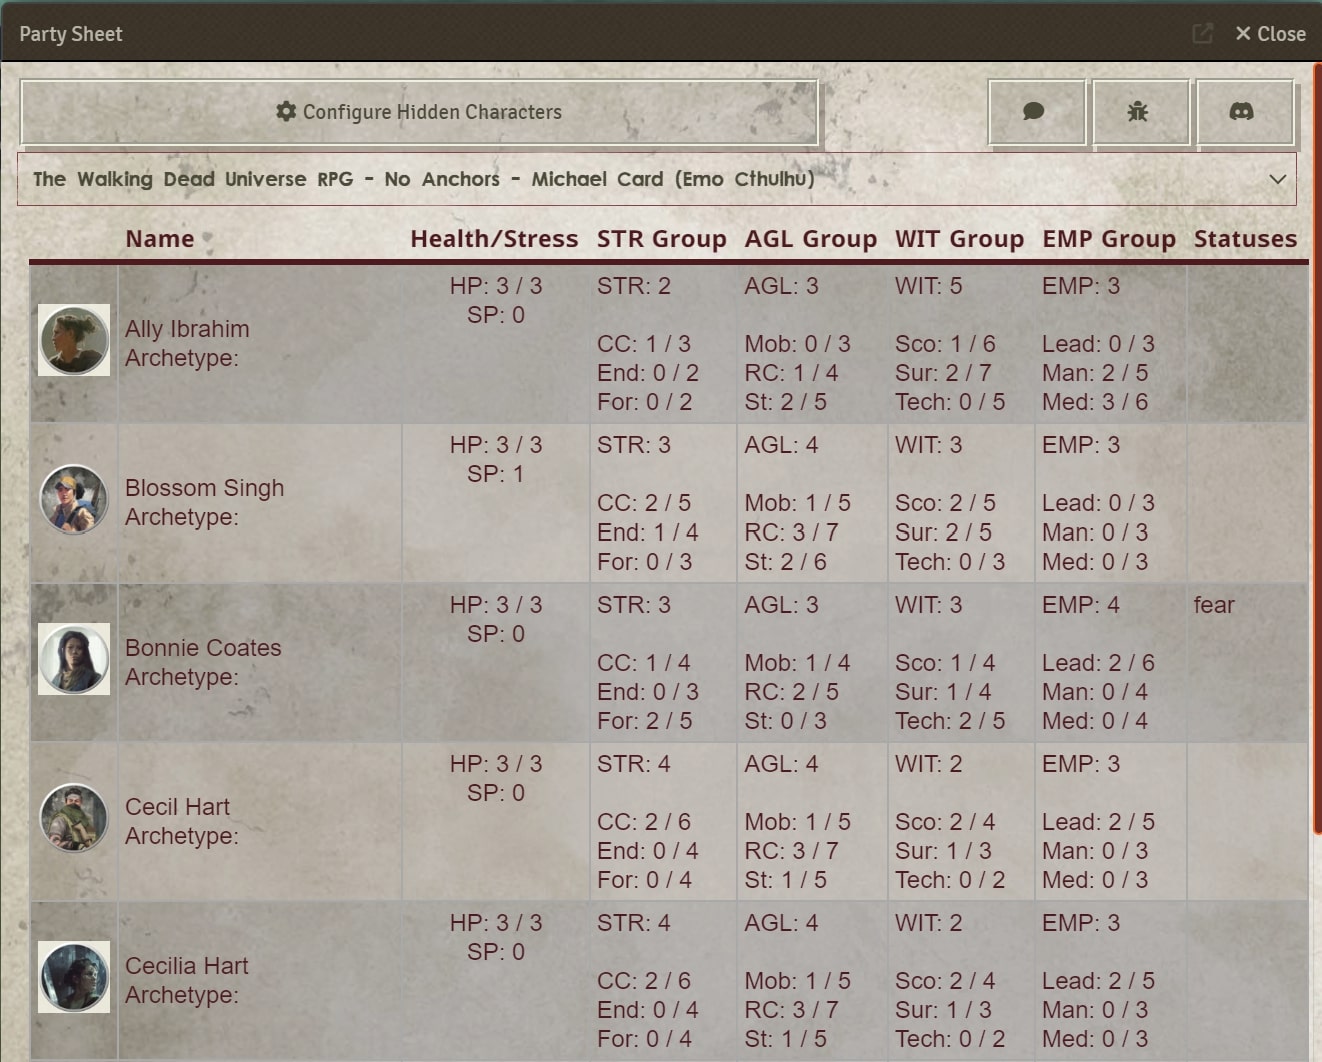 Party Sheet
Close
Configure Hidden Characters
The Walking Dead Universe RPG - No Anchors - Michael Card (Emo Cthulhu)
Name Health/Stress STR Group AGL Group WIT Group EMP Group Statuses
HP: 3 / 3 STR: 2 AGL: 3 WIT: 5 EMP: 3
SP: 0
Ally Ibrahim
CC: 1 / 3 Mob: 0 / 3 Sco: 1 / 6 Lead: 0 / 3
Archetype:
End: 0 / 2 RC: 1 / 4 Sur: 2 / 7 Man: 2 / 5
For: 0 / 2 St: 2 / 5 Tech: 0 / 5 Med: 3 / 6
HP: 3 / 3 STR: 3 AGL: 4 WIT: 3 EMP: 3
SP: 1
Blossom Singh
CC: 2 / 5 Mob: 1 / 5 Sco: 2 / 5 Lead: 0 / 3
Archetype:
End: 1 / 4 RC: 3 / 7 Sur: 2 / 5 Man: 0 / 3
For: 0 / 3 St: 2 / 6 Tech: 0 / 3 Med: 0 / 3
HP: 3 / 3 STR: 3 AGL: 3 WIT: 3 EMP: 4 fear
SP: 0
Bonnie Coates
CC: 1 / 4 Mob: 1 / 4 Sco: 1 / 4 Lead: 2 / 6
Archetype:
End: 0 / 3 RC: 2 / 5 Sur: 1 / 4 Man: 0 / 4
For: 2 / 5 St: 0 / 3 Tech: 2 / 5 Med: 0 / 4
HP: 3 / 3 STR: 4 AGL: 4 WIT: 2 EMP: 3
SP: 0
Cecil Hart
CC: 2 / 6 Mob: 1 / 5 Sco: 2 / 4 Lead: 2 / 5
Archetype:
End: 0 / 4 RC: 3 / 7 Sur: 1 / 3 Man: 0 / 3
For: 0 / 4 St: 1 / 5 Tech: 0 / 2 Med: 0 / 3
HP: 3 / 3 STR: 4 AGL: 4 WIT: 2 EMP: 3
SP: 0
Cecilia Hart
CC: 2 / 6 Mob: 1 / 5 Sco: 2 / 4 Lead: 2 / 5
Archetype:
End: 0 / 4 RC: 3 / 7 Sur: 1 / 3 Man: 0 / 3
For: 0 / 4 St: 1 / 5 Tech: 0 / 2 Med: 0 / 3